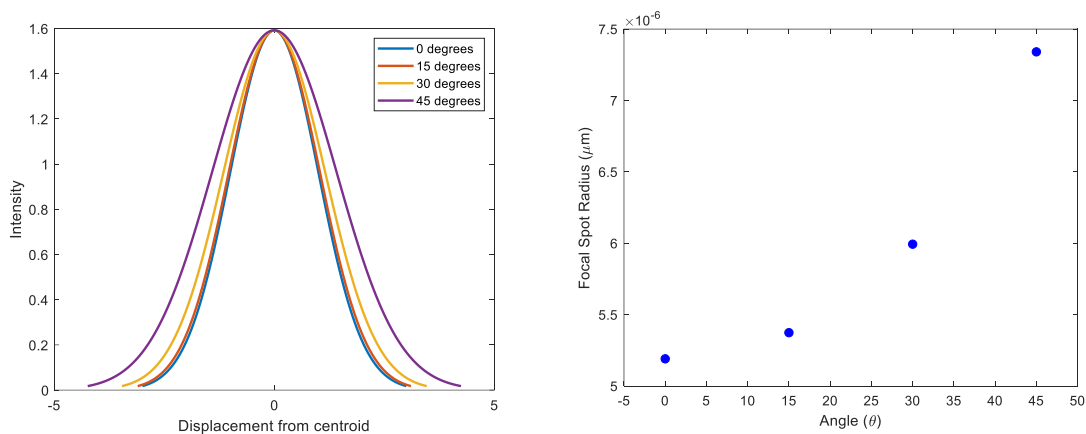 1.6
1.4
1.2
1
0.8
0.6
0.4
0.2
0
Intensity
0 degrees
15 degrees
30 degrees
45 degrees
-5 0 5
Displacement from centroid
×10⁻⁶
7.5
7
6.5
6
5.5
5
Focal Spot Radius (μm)
-5 0 5 10 15 20 25 30 35 40 45 50
Angle (θ)